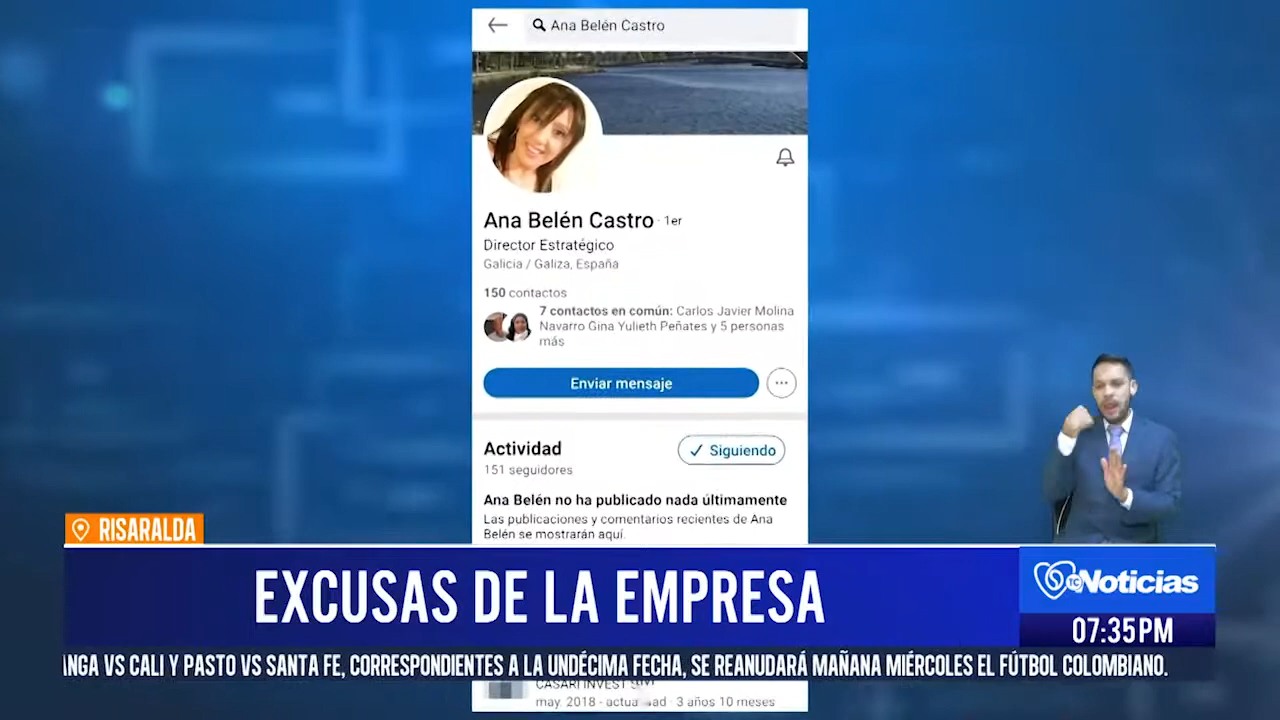 Ana Belén Castro
Ana Belén Castro · 1er
Director Estratégico
Galicia / Galiza, España
150 contactos
7 contactos en común: Carlos Javier Molina
Navarro Gina Yulieth Peñates y 5 personas
más
Enviar mensaje
Actividad
Siguiendo
151 seguidores
Ana Belén no ha publicado nada últimamente
Las publicaciones y comentarios recientes de Ana
Belén se mostrarán aquí.
RISARALDA
EXCUSAS DE LA EMPRESA
TC Noticias
07:35PM
ANGA VS CALI Y PASTO VS SANTA FE, CORRESPONDIENTES A LA UNDÉCIMA FECHA, SE REANUDARÁ MAÑANA MIÉRCOLES EL FÚTBOL COLOMBIANO.
CASARI INVEST
may. 2018 - actualidad · 3 años 10 meses